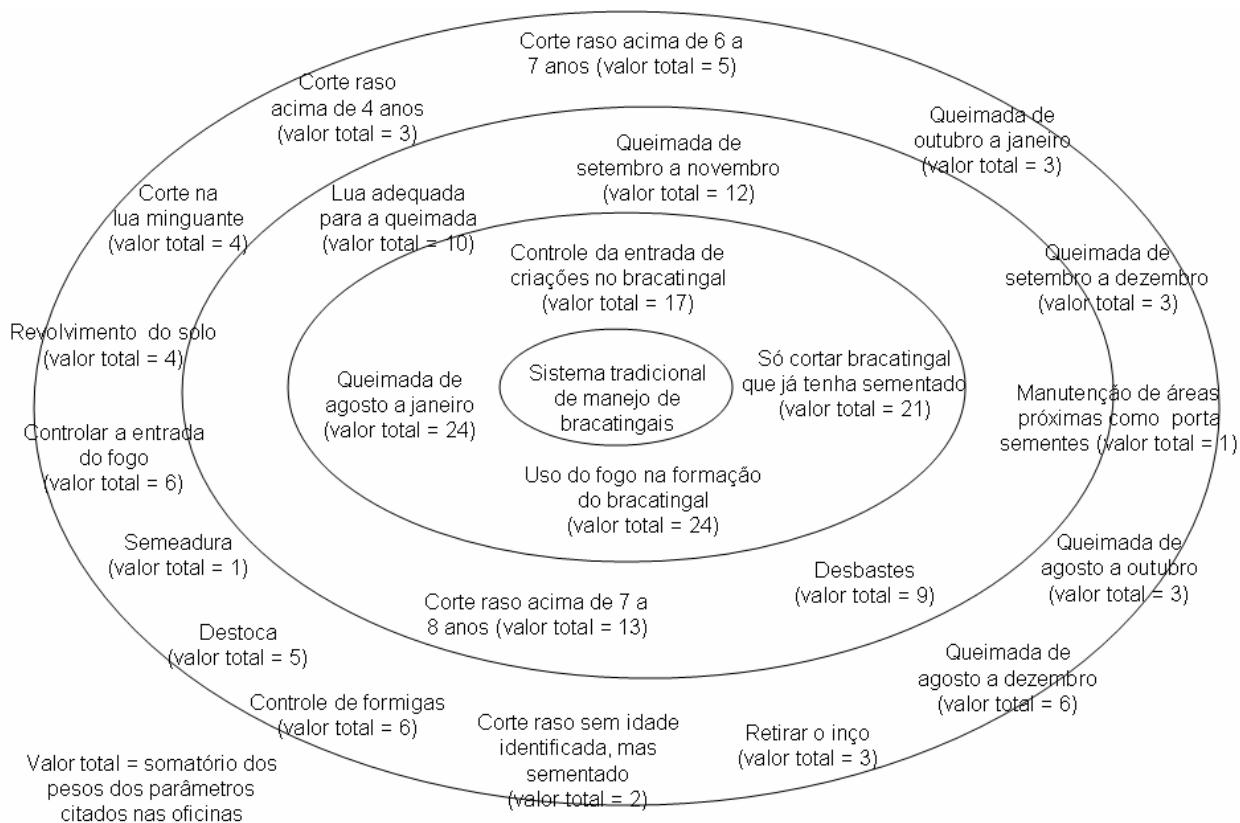 Corte raso acima de 6 a
7 anos (valor total = 5)
Corte raso
acima de 4 anos
(valor total = 3)
Queimada de
outubro a janeiro
(valor total = 3)
Queimada de
setembro a novembro
(valor total = 12)
Corte na
lua minguante
(valor total = 4)
Lua adequada
para a queimada
(valor total = 10)
Controle da entrada de
criações no bracatingal
(valor total = 17)
Queimada de
setembro a dezembro
(valor total = 3)
Revolvimento do solo
(valor total = 4)
Queimada de
agosto a janeiro
(valor total = 24)
Sistema tradicional
de manejo de
bracatingais
Só cortar bracatingal
que já tenha sementado
(valor total = 21)
Manutenção de áreas
próximas como porta
sementes (valor total = 1)
Controlar a entrada
do fogo
(valor total = 6)
Uso do fogo na formação
do bracatingal
(valor total = 24)
Semeadura
(valor total = 1)
Queimada de
agosto a outubro
(valor total = 3)
Desbastes
(valor total = 9)
Corte raso acima de 7 a
8 anos (valor total = 13)
Destoca
(valor total = 5)
Queimada de
agosto a dezembro
(valor total = 6)
Controle de formigas
(valor total = 6)
Corte raso sem idade
identificada, mas
sementado
(valor total = 2)
Retirar o inço
(valor total = 3)
Valor total = somatório dos
pesos dos parâmetros
citados nas oficinas